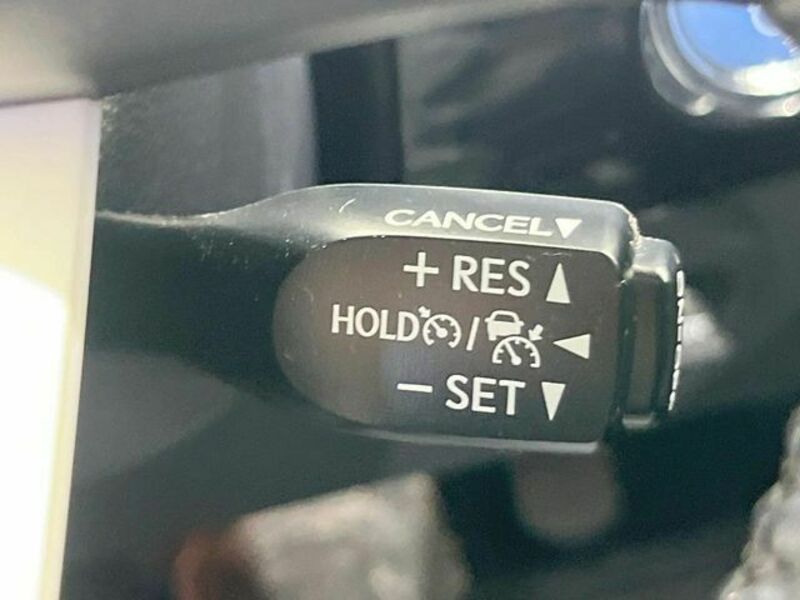 CANCEL▼
+ RES ▲
HOLD / ◀
− SET ▼